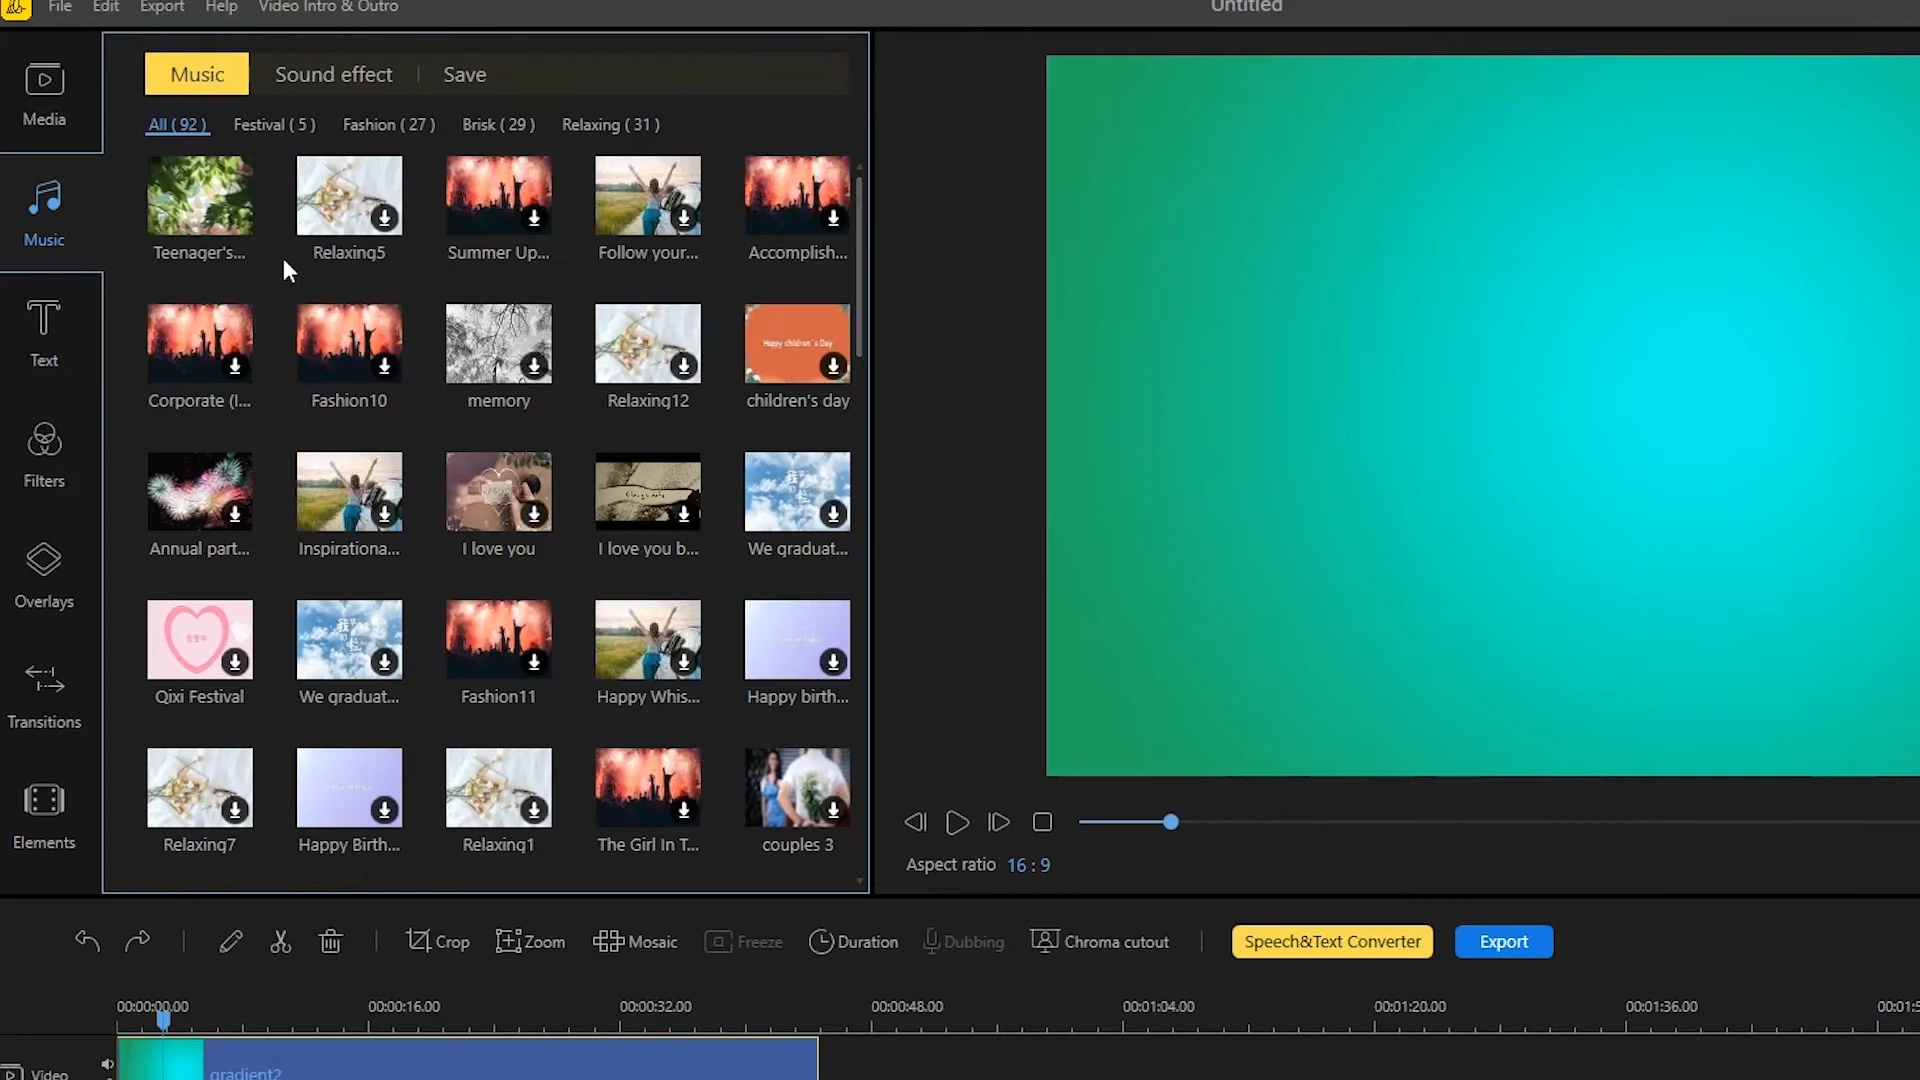 File Edit Export Help Video Intro & Outro
Untitled
Media
Music
Text
Filters
Overlays
Transitions
Elements
Music Sound effect | Save
All ( 92 ) Festival ( 5 ) Fashion ( 27 ) Brisk ( 29 ) Relaxing ( 31 )
Teenager's... Relaxing5 Summer Up... Follow your... Accomplish...
Happy children's Day
Corporate (I... Fashion10 memory Relaxing12 children's day
Annual part... Inspirationa... I love you I love you b... We graduat...
Qixi Festival We graduat... Fashion11 Happy Whis... Happy birth...
Relaxing7 Happy Birth... Relaxing1 The Girl In T... couples 3
Aspect ratio 16 : 9
Crop Zoom Mosaic Freeze Duration Dubbing Chroma cutout Speech&Text Converter Export
00:00:00.00 00:00:16.00 00:00:32.00 00:00:48.00 00:01:04.00 00:01:20.00 00:01:36.00 00:01:5
Video gradient2